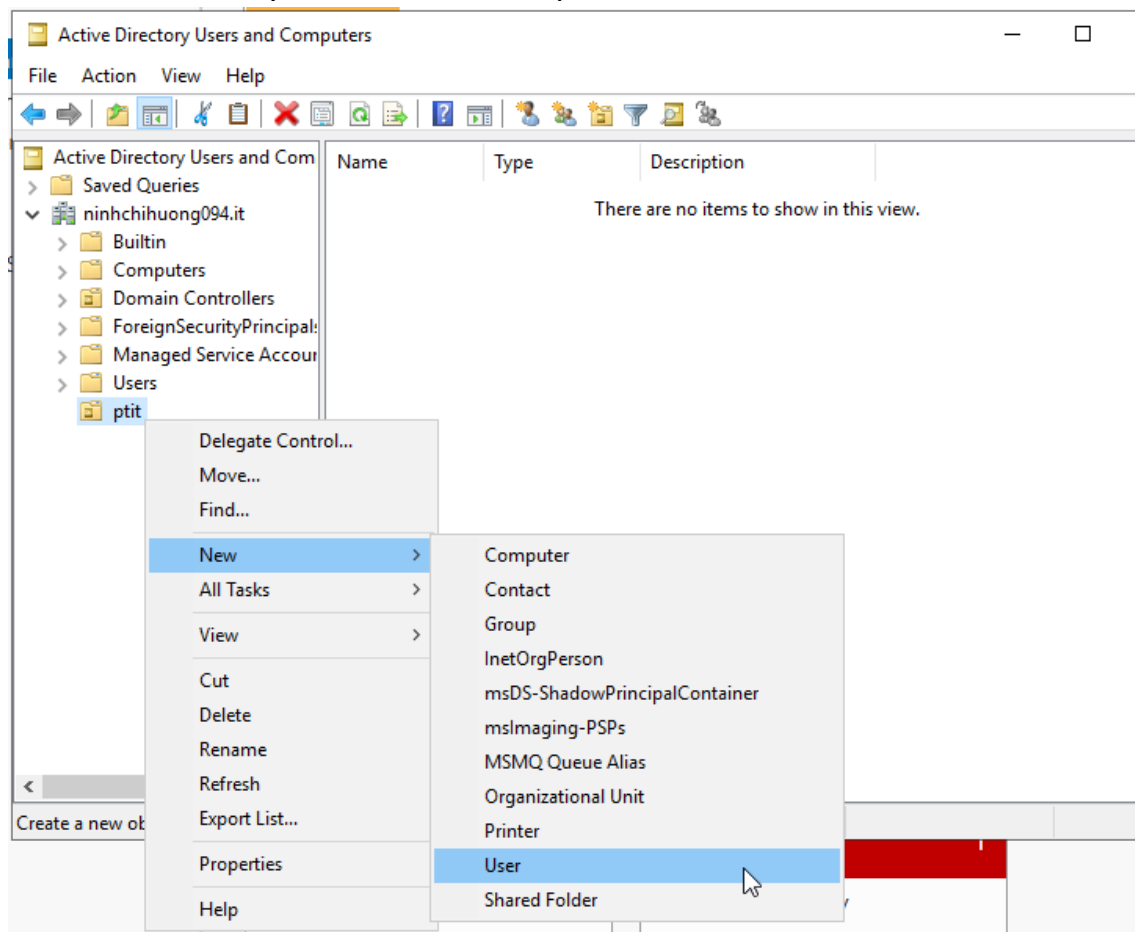 Active Directory Users and Computers
File Action View Help
Active Directory Users and Com
Name Type Description
Saved Queries
ninhchihuong094.it
There are no items to show in this view.
Builtin
Computers
Domain Controllers
ForeignSecurityPrincipals
Managed Service Accour
Users
ptit
Delegate Control...
Move...
Find...
New
All Tasks
View
Cut
Delete
Rename
Refresh
Export List...
Properties
Help
Computer
Contact
Group
InetOrgPerson
msDS-ShadowPrincipalContainer
msImaging-PSPs
MSMQ Queue Alias
Organizational Unit
Printer
User
Shared Folder
Create a new ob